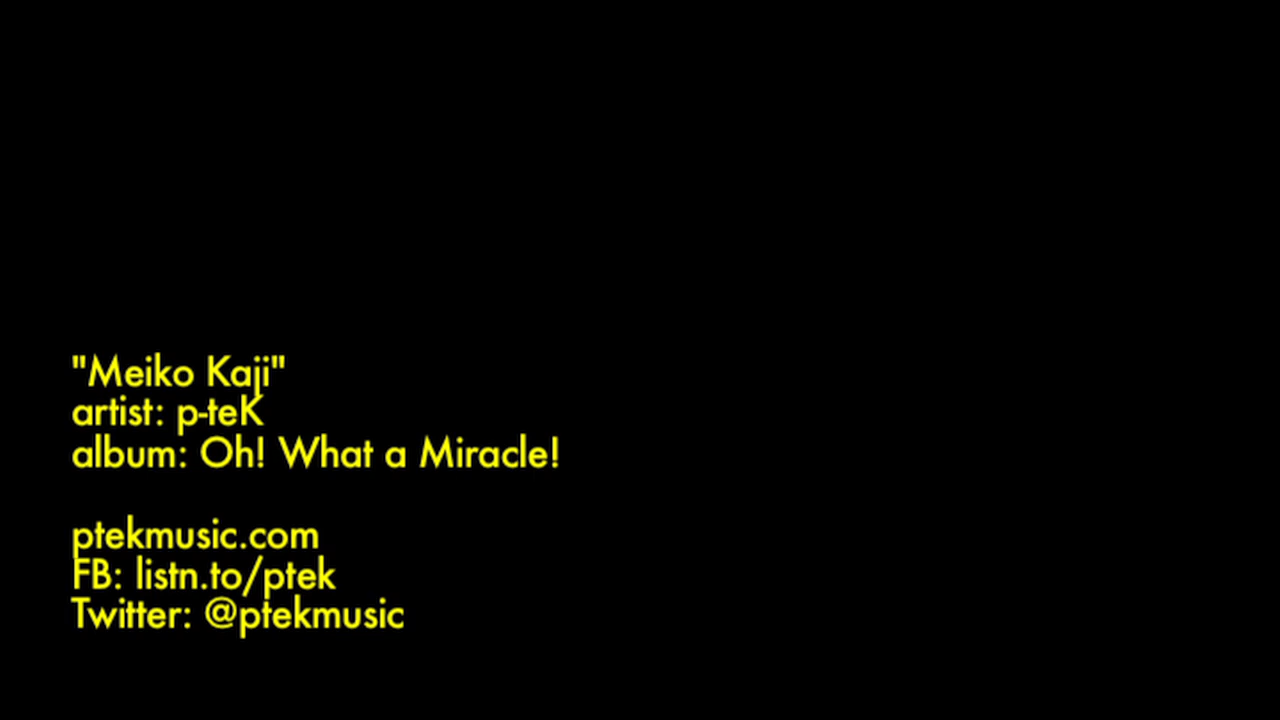 "Meiko Kaji"
artist: p-teK
album: Oh! What a Miracle!
ptekmusic.com
FB: listn.to/ptek
Twitter: @ptekmusic